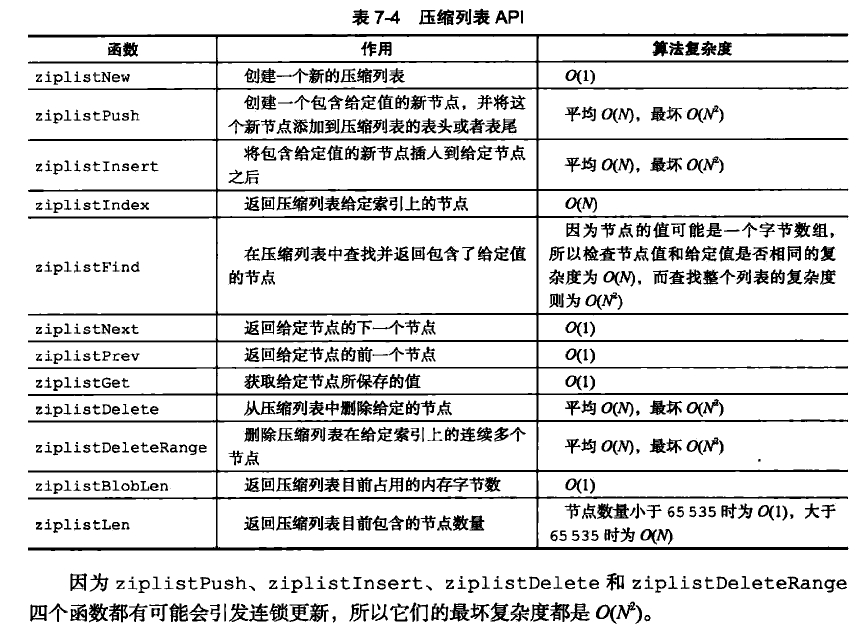 表 7-4 压缩列表 API
函数 作用 算法复杂度
ziplistNew 创建一个新的压缩列表 O(1)
ziplistPush 创建一个包含给定值的新节点，并将这
个新节点添加到压缩列表的表头或者表尾 平均 O(N)，最坏 O(N²)
ziplistInsert 将包含给定值的新节点插入到给定节点
之后 平均 O(N)，最坏 O(N²)
ziplistIndex 返回压缩列表给定索引上的节点 O(N)
ziplistFind 在压缩列表中查找并返回包含了给定值
的节点
因为节点的值可能是一个字节数组，
所以检查节点值和给定值是否相同的复
杂度为 O(N)，而查找整个列表的复杂度
则为 O(N²)
ziplistNext 返回给定节点的下一个节点 O(1)
ziplistPrev 返回给定节点的前一个节点 O(1)
ziplistGet 获取给定节点所保存的值 O(1)
ziplistDelete 从压缩列表中删除给定的节点 平均 O(N)，最坏 O(N²)
ziplistDeleteRange 删除压缩列表在给定索引上的连续多个
节点 平均 O(N)，最坏 O(N²)
ziplistBlobLen 返回压缩列表目前占用的内存字节数 O(1)
ziplistLen 返回压缩列表目前包含的节点数量 节点数量小于 65 535 时为 O(1)，大于
65 535 时为 O(N)
因为 ziplistPush、ziplistInsert、ziplistDelete 和 ziplistDeleteRange
四个函数都有可能会引发连锁更新，所以它们的最坏复杂度都是 O(N²)。